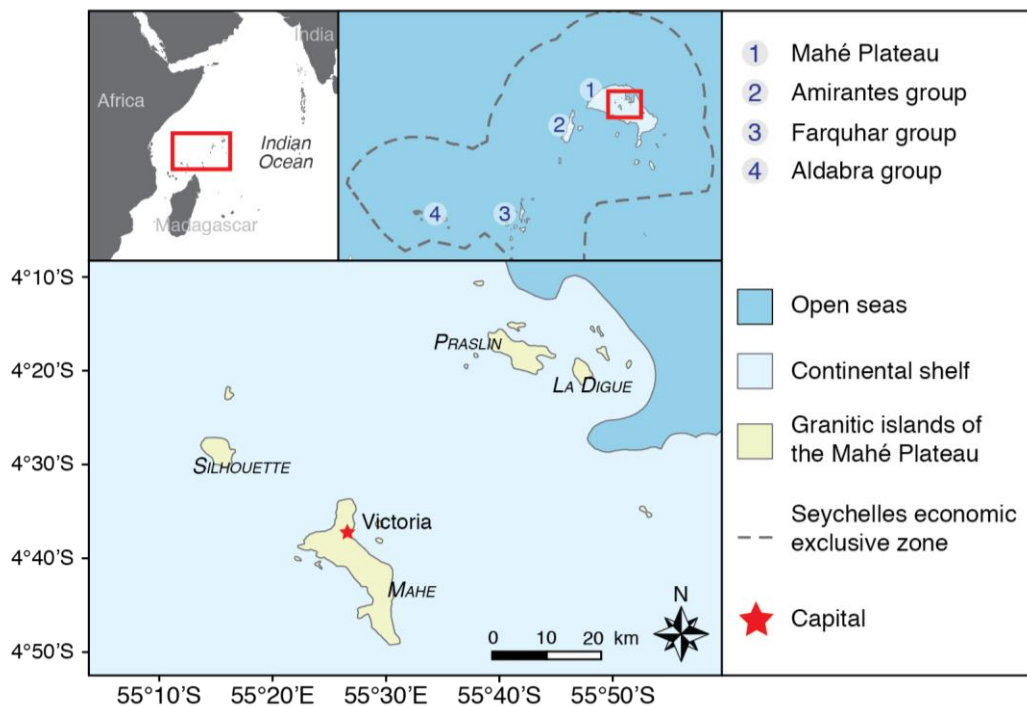 India
Africa
Indian
Ocean
Madagascar
1
2
3
4
1 Mahé Plateau
2 Amirantes group
3 Farquhar group
4 Aldabra group
4°10'S
4°20'S
4°30'S
4°40'S
4°50'S
PRASLIN
LA DIGUE
SILHOUETTE
Victoria
MAHE
N
0 10 20 km
55°10'S 55°20'E 55°30'E 55°40'S 55°50'S
Open seas
Continental shelf
Granitic islands of
the Mahé Plateau
Seychelles economic
exclusive zone
Capital